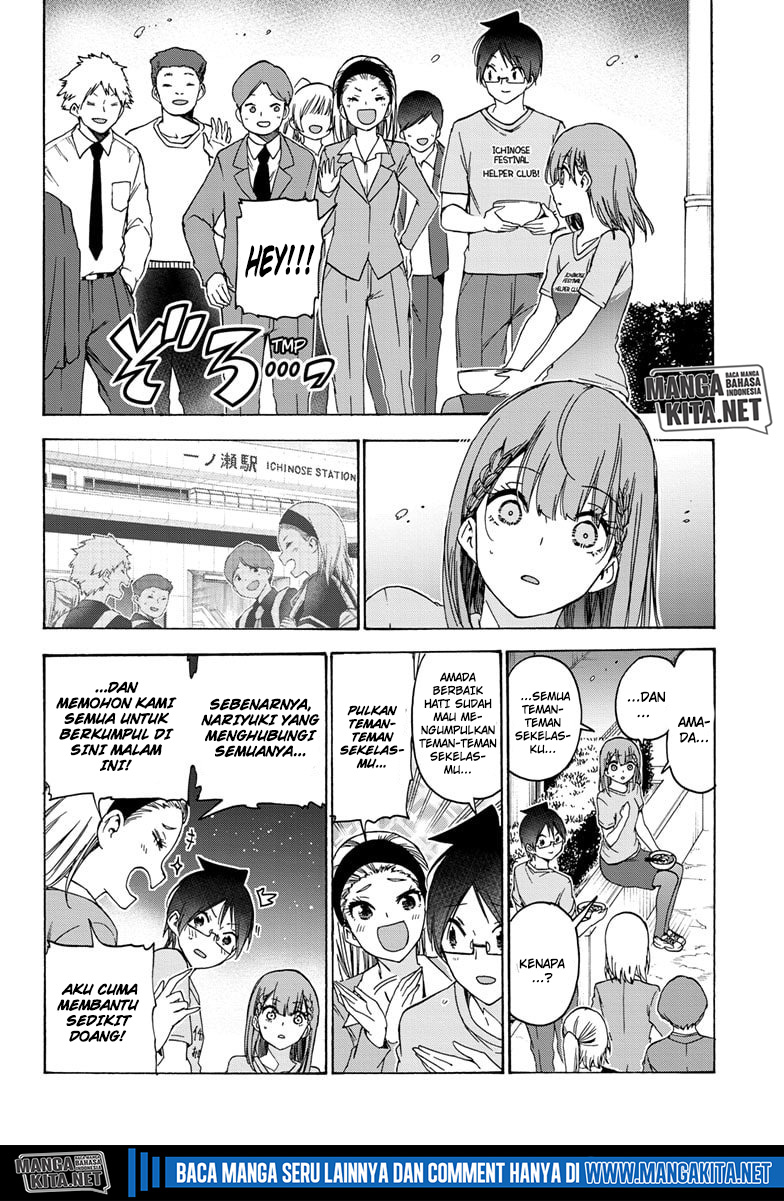 ICHINOSE
FESTIVAL
HELPER CLUB!
ICHINOSE
FESTIVAL
HELPER CLUB!
HEY!!!
ぞろ
TMP
ooo...
MANGA
KITA.NET
BACA MANGA
BAHASA
INDONESIA
一ノ瀬駅 ICHINOSE STATION
AMA-
DA...
...DAN
...
...SEMUA
TEMAN-
TEMAN
SEKELAS-
KU...
KENAPA
...?
AMADA
BERBAIK
HATI SUDAH
MAU ME-
NGUMPULKAN
TEMAN-TEMAN
SEKELAS-
MU...
PULKAN
TEMAN-
TEMAN
SEKELAS-
MU...
SEBENARNYA,
NARIYUKI YANG
MENGHUBUNGI
SEMUANYA...
...DAN
MEMOHON KAMI
SEMUA UNTUK
BERKUMPUL DI
SINI MALAM
INI!
AKU CUMA
MEMBANTU
SEDIKIT
DOANG!
MANGA
KITA.NET
BACA MANGA
BAHASA
INDONESIA
BACA MANGA SERU LAINNYA DAN COMMENT HANYA DI WWW.MANGAKITA.NET